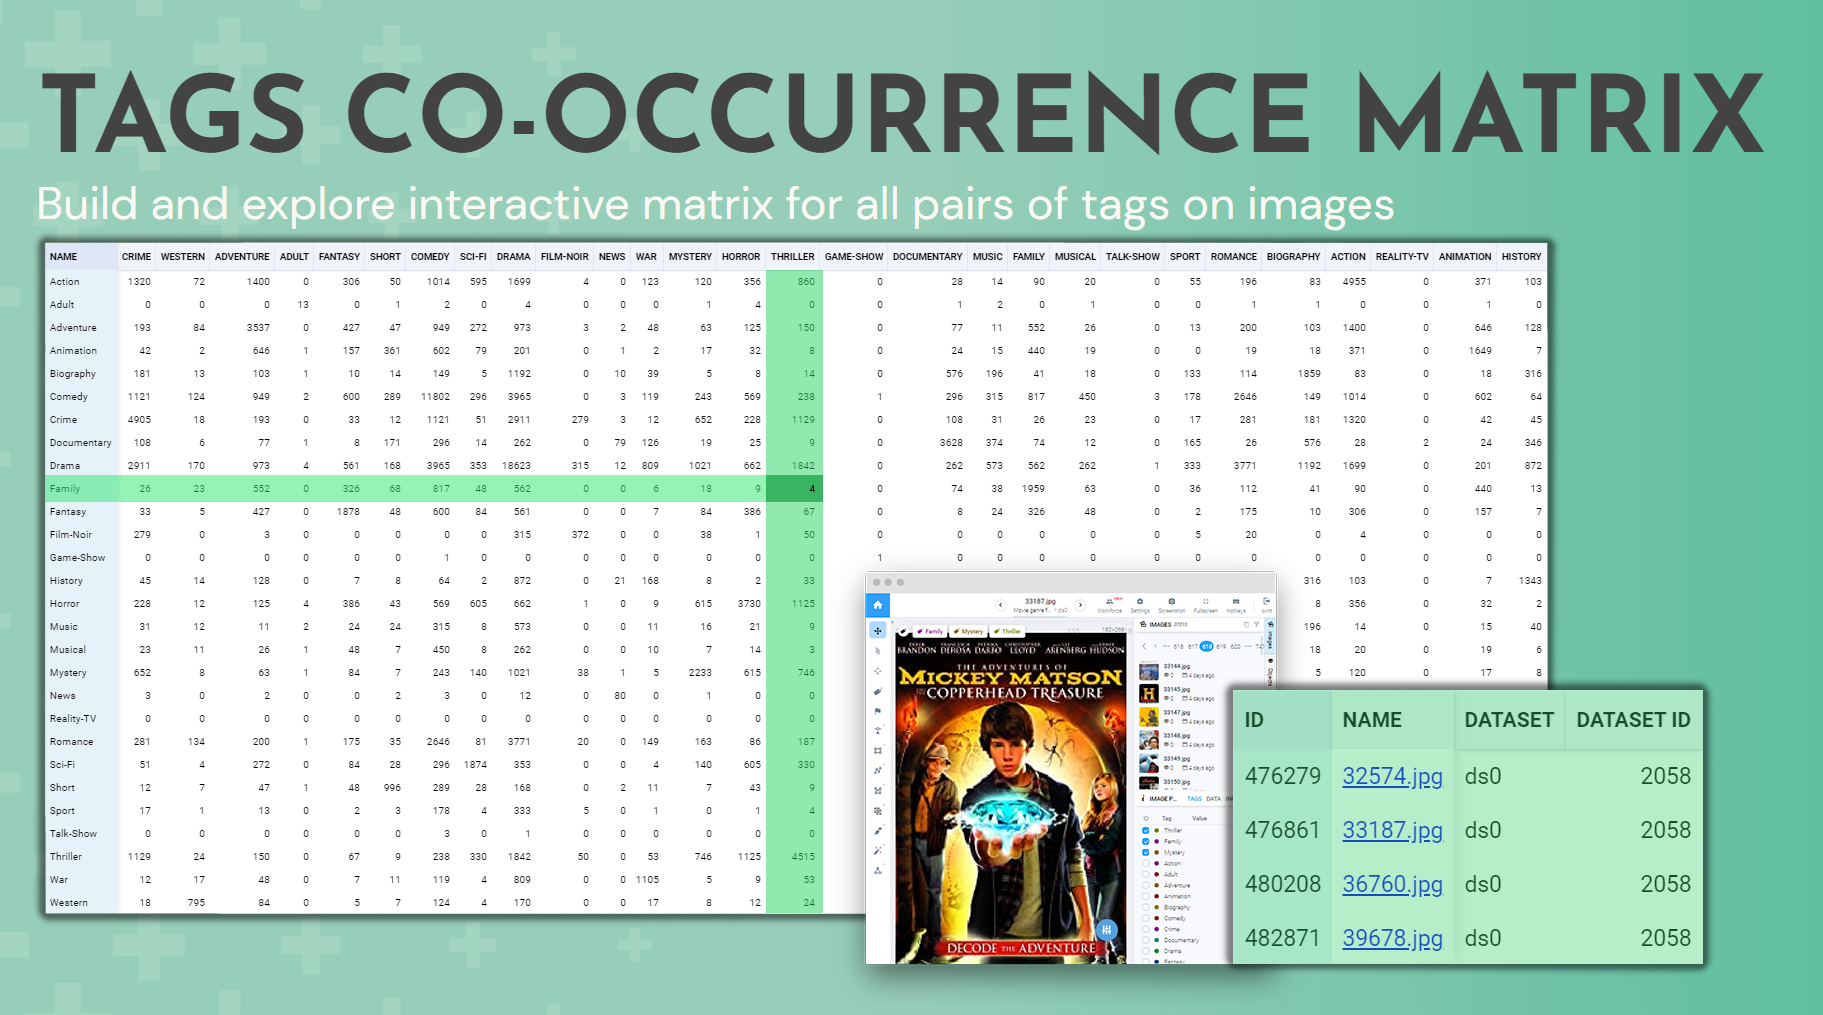 TAGS CO-OCCURRENCE MATRIX
Build and explore interactive matrix for all pairs of tags on images
NAME CRIME WESTERN ADVENTURE ADULT FANTASY SHORT COMEDY SCI-FI DRAMA FILM-NOIR NEWS WAR MYSTERY HORROR THRILLER GAME-SHOW DOCUMENTARY MUSIC FAMILY MUSICAL TALK-SHOW SPORT ROMANCE BIOGRAPHY ACTION REALITY-TV ANIMATION HISTORY
Action 1320 72 1400 0 306 50 1014 595 1699 4 0 123 120 356 860 0 28 14 90 20 0 55 196 83 4955 0 371 103
Adult 0 0 0 13 0 1 2 0 4 0 0 0 1 4 0 0 1 2 0 1 0 0 1 1 0 0 1 0
Adventure 193 84 3537 0 427 47 949 272 973 3 2 48 63 125 150 0 77 11 552 26 0 13 200 103 1400 0 646 128
Animation 42 2 646 1 157 361 602 79 201 0 1 2 17 32 8 0 24 15 440 19 0 0 19 18 371 0 1649 7
Biography 181 13 103 1 10 14 149 5 1192 0 10 39 5 8 14 0 576 196 41 18 0 133 114 1859 83 0 18 316
Comedy 1121 124 949 2 600 289 11802 296 3965 0 3 119 243 569 238 1 296 315 817 450 3 178 2646 149 1014 0 602 64
Crime 4905 18 193 0 33 12 1121 51 2911 279 3 12 652 228 1129 0 108 31 26 23 0 17 281 181 1320 0 42 45
Documentary 108 6 77 1 8 171 296 14 262 0 79 126 19 25 9 0 3628 374 74 12 0 165 26 576 28 2 24 346
Drama 2911 170 973 4 561 168 3965 353 18623 315 12 809 1021 662 1842 0 262 573 562 262 1 333 3771 1192 1699 0 201 872
Family 26 23 552 0 326 68 817 48 562 0 0 6 18 9 4 0 74 38 1959 63 0 36 112 41 90 0 440 13
Fantasy 33 5 427 0 1878 48 600 84 561 0 0 7 84 386 67 0 8 24 326 48 0 2 175 10 306 0 157 7
Film-Noir 279 0 3 0 0 0 0 0 315 372 0 0 38 1 50 0 0 0 0 0 0 5 20 0 4 0 0 0
Game-Show 0 0 0 0 0 0 1 0 0 0 0 0 0 0 0 1 0 0 0 0 0 0 0 0 0 0 0 0
History 45 14 128 0 7 8 64 2 872 0 21 168 8 2 33 316 103 0 7 1343
Horror 228 12 125 4 386 43 569 605 662 1 0 9 615 3730 1125 8 356 0 32 2
Music 31 12 11 2 24 24 315 8 573 0 0 11 16 21 9 196 14 0 15 40
Musical 23 11 26 1 48 7 450 8 262 0 0 10 7 14 3 18 20 0 19 6
Mystery 652 8 63 1 84 7 243 140 1021 38 1 5 2233 615 746 5 120 0 17 8
News 3 0 2 0 0 2 3 0 12 0 80 0 1 0 0
Reality-TV 0 0 0 0 0 0 0 0 0 0 0 0 0 0 0
Romance 281 134 200 1 175 35 2646 81 3771 20 0 149 163 86 187
Sci-Fi 51 4 272 0 84 28 296 1874 353 0 0 4 140 605 330
Short 12 7 47 1 48 996 289 28 168 0 2 11 7 43 9
Sport 17 1 13 0 2 3 178 4 333 5 0 1 0 1 4
Talk-Show 0 0 0 0 0 0 3 0 1 0 0 0 0 0 0
Thriller 1129 24 150 0 67 9 238 330 1842 50 0 53 746 1125 4515
War 12 17 48 0 7 11 119 4 809 0 0 1105 5 9 53
Western 18 795 84 0 5 7 124 4 170 0 0 17 8 12 24
33187.jpg
Movie genre f... ds0
Workforce NEW Settings Screenshot Fullscreen Hotkeys
Family Mystery Thriller
BRANDON DEROSA DARBO LLOYD ARENBERG HUDSON
THE ADVENTURES OF
MICKEY MATSON
AND THE COPPERHEAD TREASURE
DECODE THE ADVENTURE
IMAGES
1 ... 616 617 618 619 620 ...
33144.jpg
0 4 days ago
33145.jpg
0 4 days ago
33147.jpg
0 4 days ago
33148.jpg
0 4 days ago
33149.jpg
0 4 days ago
33150.jpg
Images
Objects
IMAGE P... TAGS DATA
Tag Value
Thriller
Family
Mystery
Action
Adult
Adventure
Animation
Biography
Comedy
Crime
Documentary
Drama
Fantasy
ID NAME DATASET DATASET ID
476279 32574.jpg ds0 2058
476861 33187.jpg ds0 2058
480208 36760.jpg ds0 2058
482871 39678.jpg ds0 2058